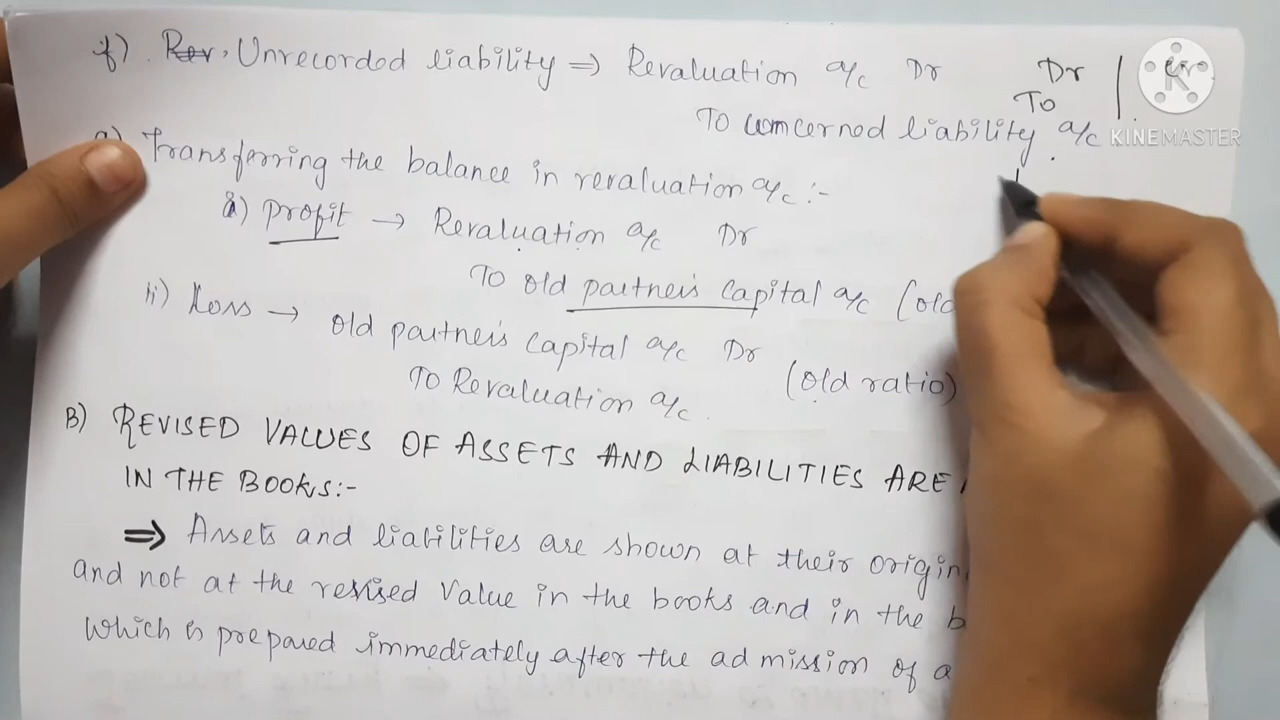 f) Rev. Unrecorded liability ⇒ Revaluation a/c Dr
To concerned liability a/c
Dr
To
KINEMASTER
g) Transferring the balance in revaluation a/c :-
i) Profit → Revaluation a/c Dr
To old partner's capital a/c (old
ii) Loss → old partner's capital a/c Dr
To Revaluation a/c. (old ratio)
B) REVISED VALUES OF ASSETS AND LIABILITIES ARE
IN THE BOOKS:-
⇒ Assets and liabilities are shown at their origin
and not at the revised value in the books and in the b
which is prepared immediately after the admission of a